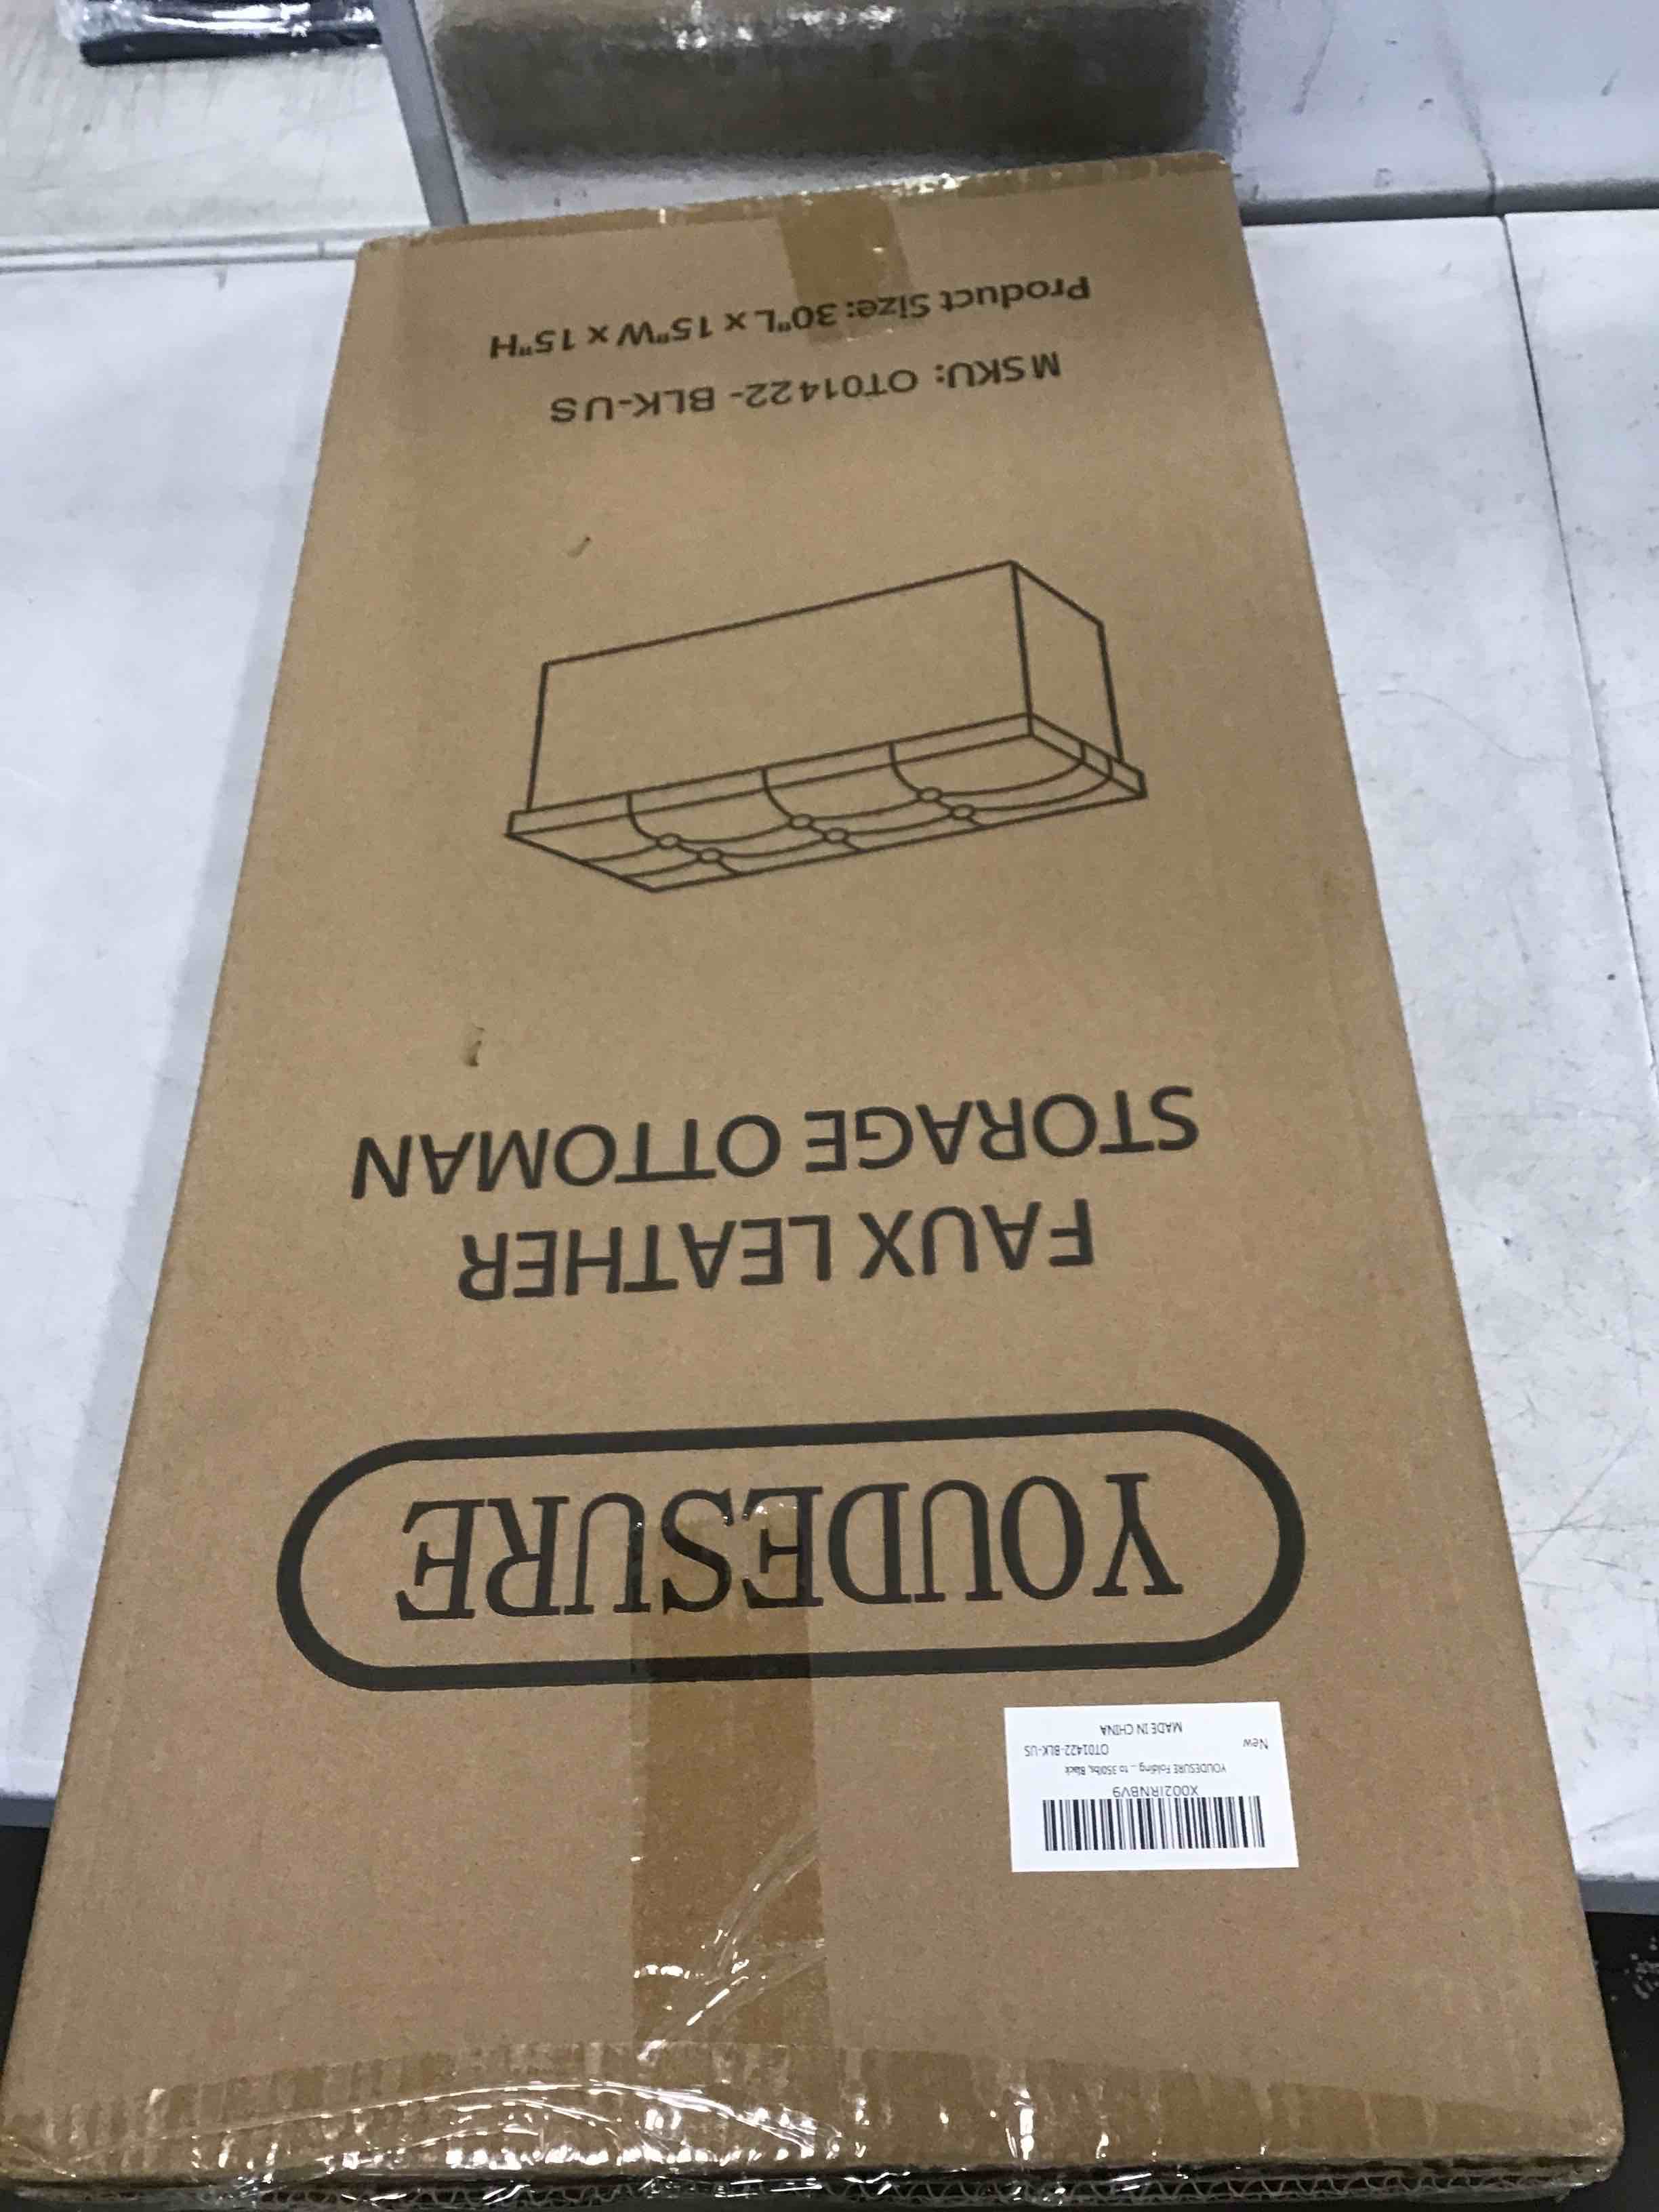 X002IRNBV9
YOUDESURE Folding ... to 350lbs, Black
New
OT01422-BLK-US
MADE IN CHINA
YOUDESURE
FAUX LEATHER
STORAGE OTTOMAN
MSKU: OT01422- BLK-US
Product Size: 30"L x 15"W x 15"H